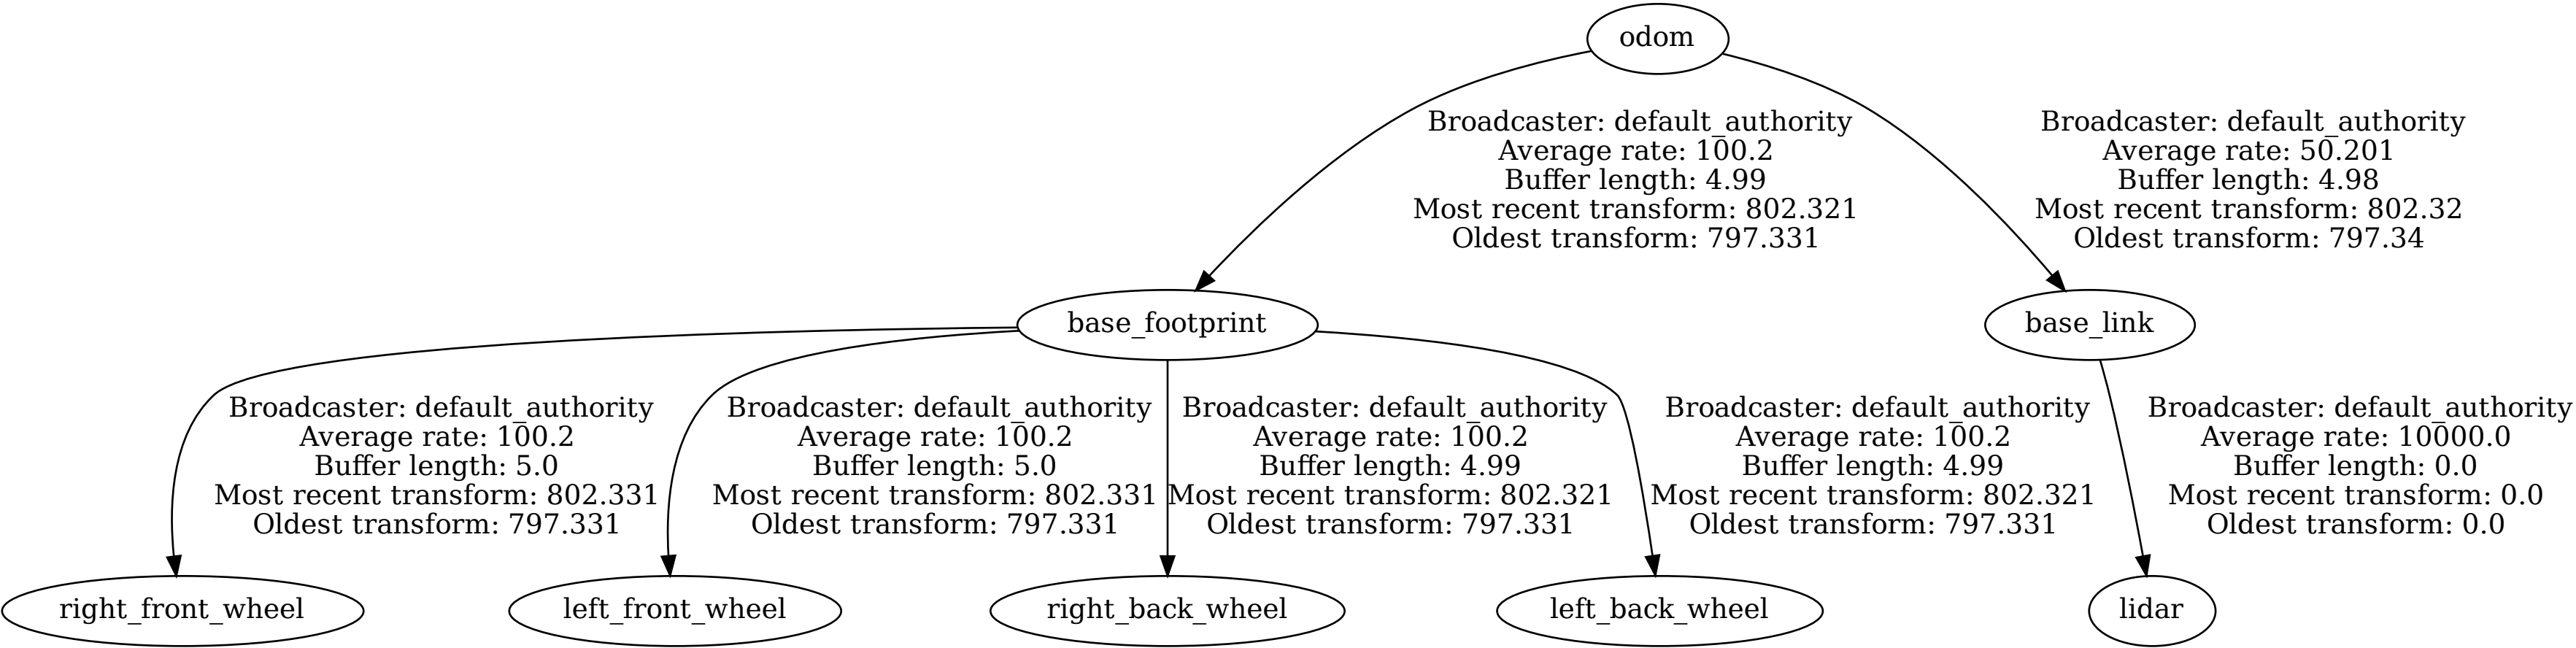 odom
Broadcaster: default_authority
Average rate: 100.2
Buffer length: 4.99
Most recent transform: 802.321
Oldest transform: 797.331
Broadcaster: default_authority
Average rate: 50.201
Buffer length: 4.98
Most recent transform: 802.32
Oldest transform: 797.34
base_footprint
base_link
Broadcaster: default_authority
Average rate: 100.2
Buffer length: 5.0
Most recent transform: 802.331
Oldest transform: 797.331
Broadcaster: default_authority
Average rate: 100.2
Buffer length: 5.0
Most recent transform: 802.331
Oldest transform: 797.331
Broadcaster: default_authority
Average rate: 100.2
Buffer length: 4.99
Most recent transform: 802.321
Oldest transform: 797.331
Broadcaster: default_authority
Average rate: 100.2
Buffer length: 4.99
Most recent transform: 802.321
Oldest transform: 797.331
Broadcaster: default_authority
Average rate: 10000.0
Buffer length: 0.0
Most recent transform: 0.0
Oldest transform: 0.0
right_front_wheel
left_front_wheel
right_back_wheel
left_back_wheel
lidar